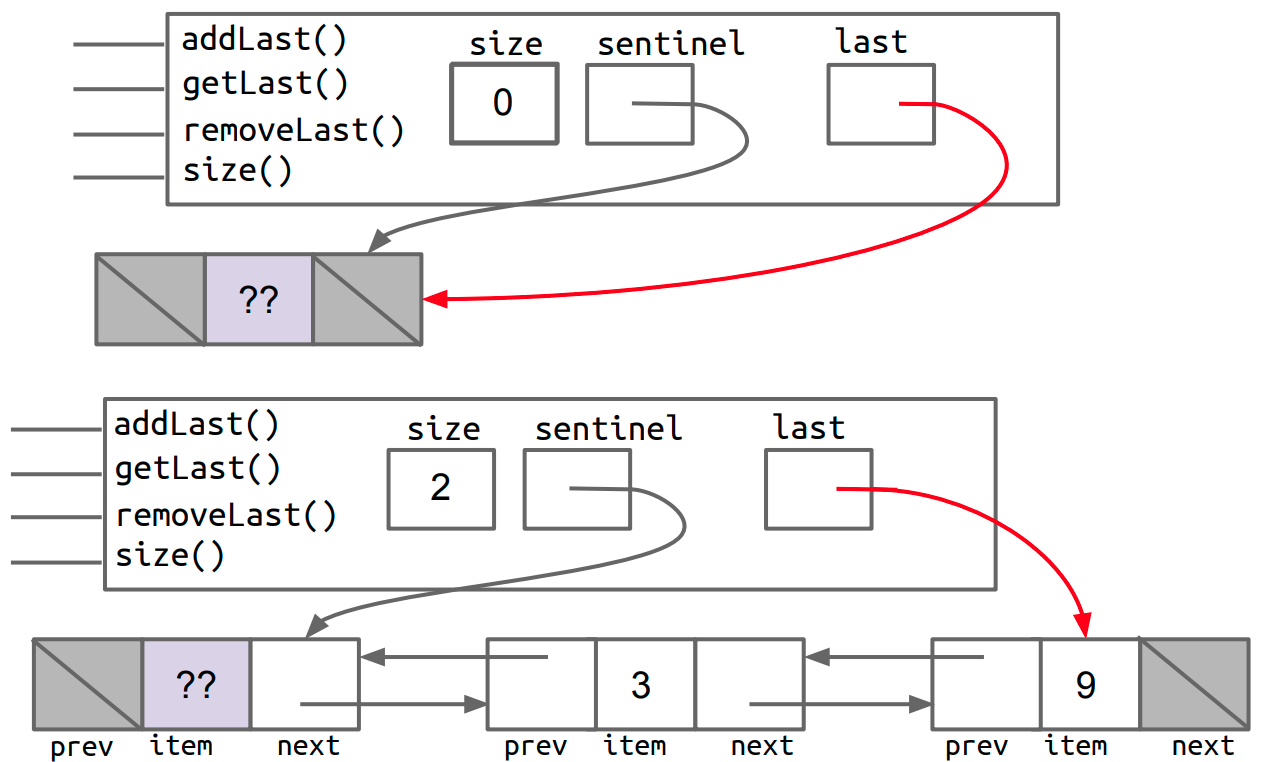 addLast()
size sentinel last
getLast()
0
removeLast()
size()
??
addLast()
size sentinel last
getLast()
2
removeLast()
size()
?? 3 9
prev item next prev item next prev item next